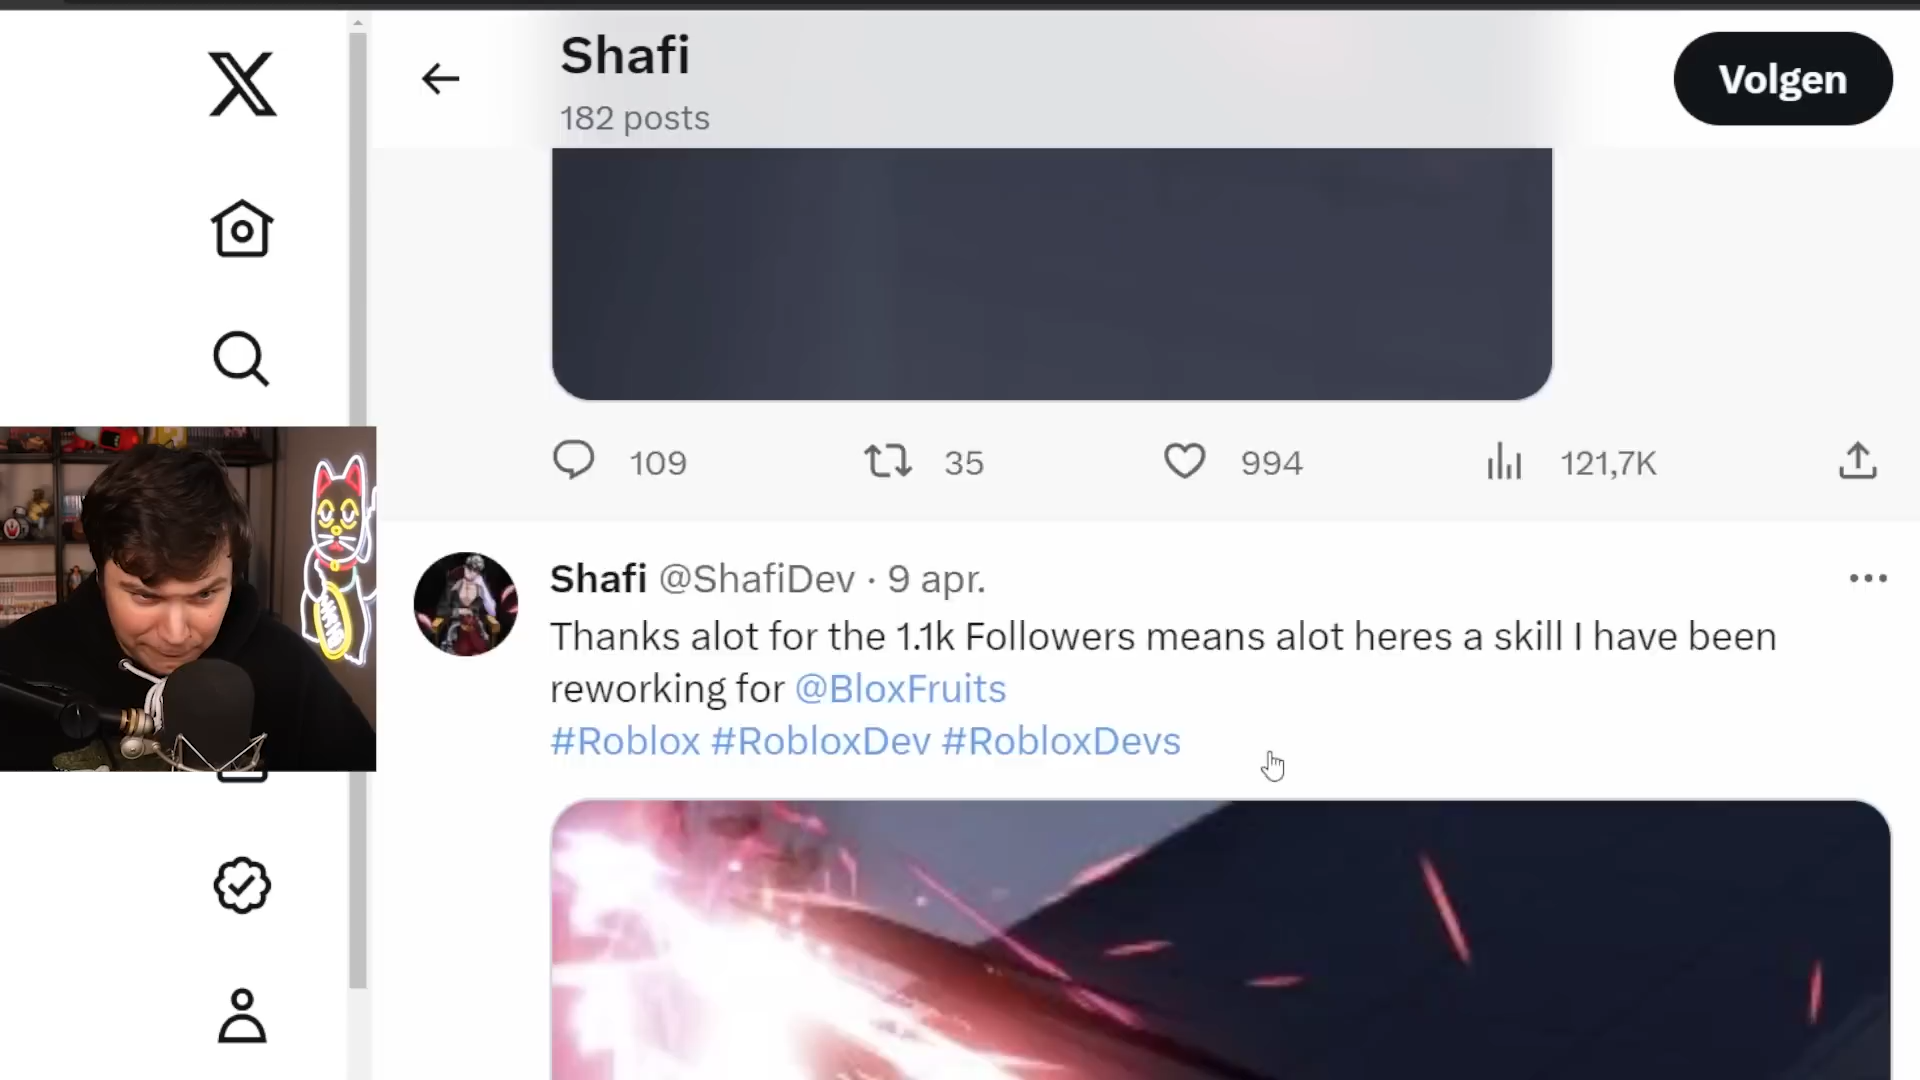 Shafi
182 posts
Volgen
109 35 994 121,7K
Shafi @ShafiDev · 9 apr.
Thanks alot for the 1.1k Followers means alot heres a skill I have been
reworking for @BloxFruits
#Roblox #RobloxDev #RobloxDevs